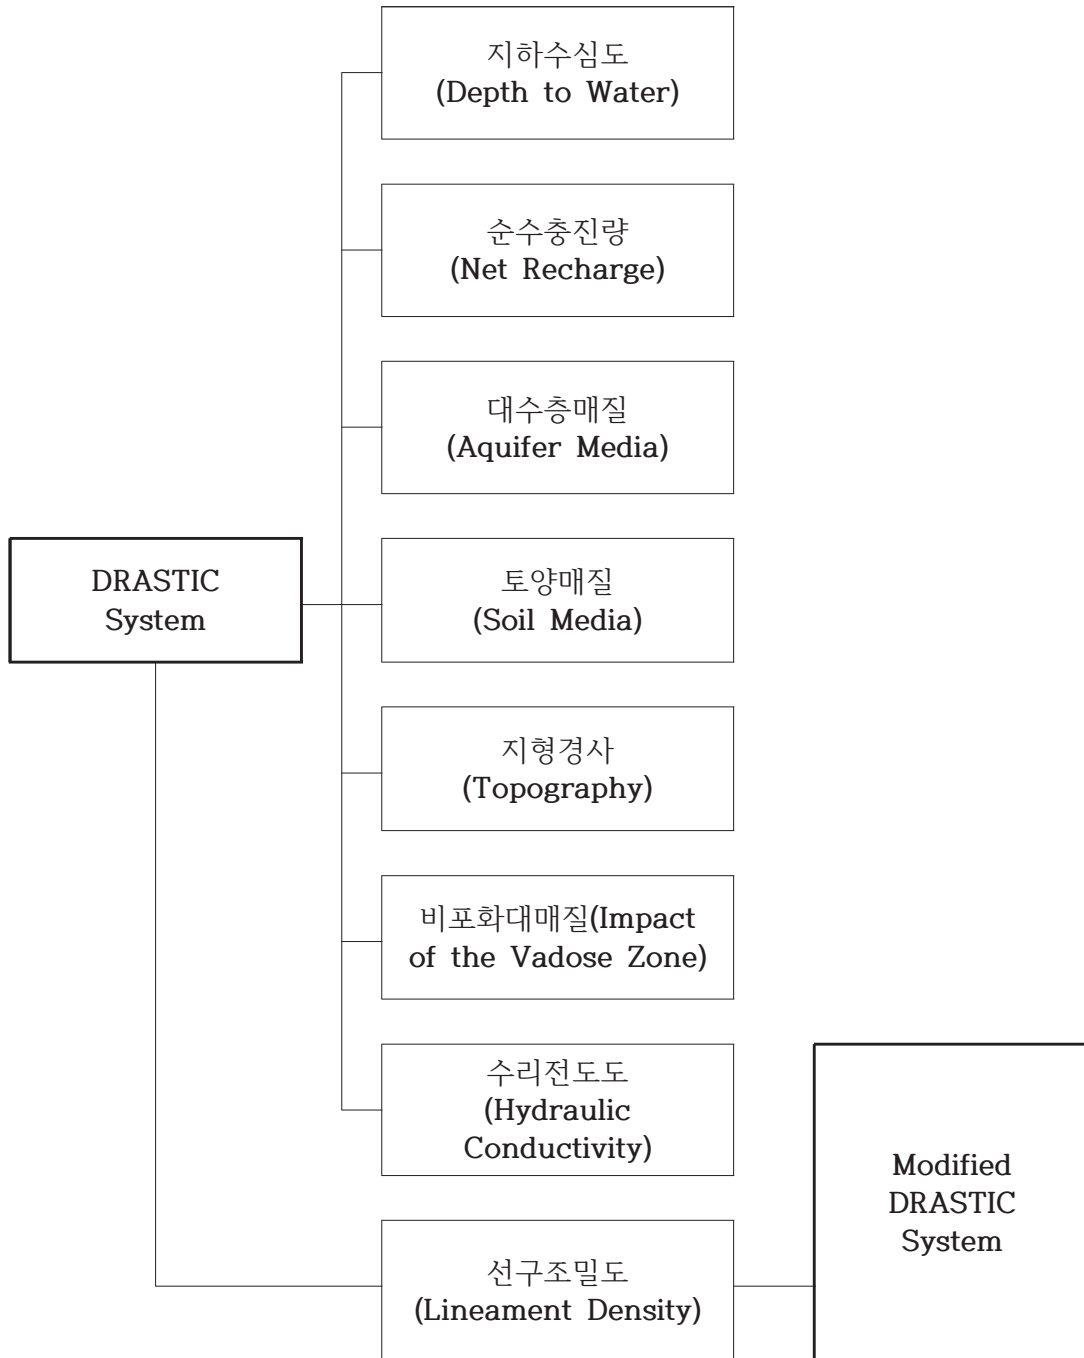 지하수심도
(Depth to Water)
순수충진량
(Net Recharge)
대수층매질
(Aquifer Media)
DRASTIC
System
토양매질
(Soil Media)
지형경사
(Topography)
비포화대매질(Impact
of the Vadose Zone)
수리전도도
(Hydraulic
Conductivity)
Modified
DRASTIC
System
선구조밀도
(Lineament Density)